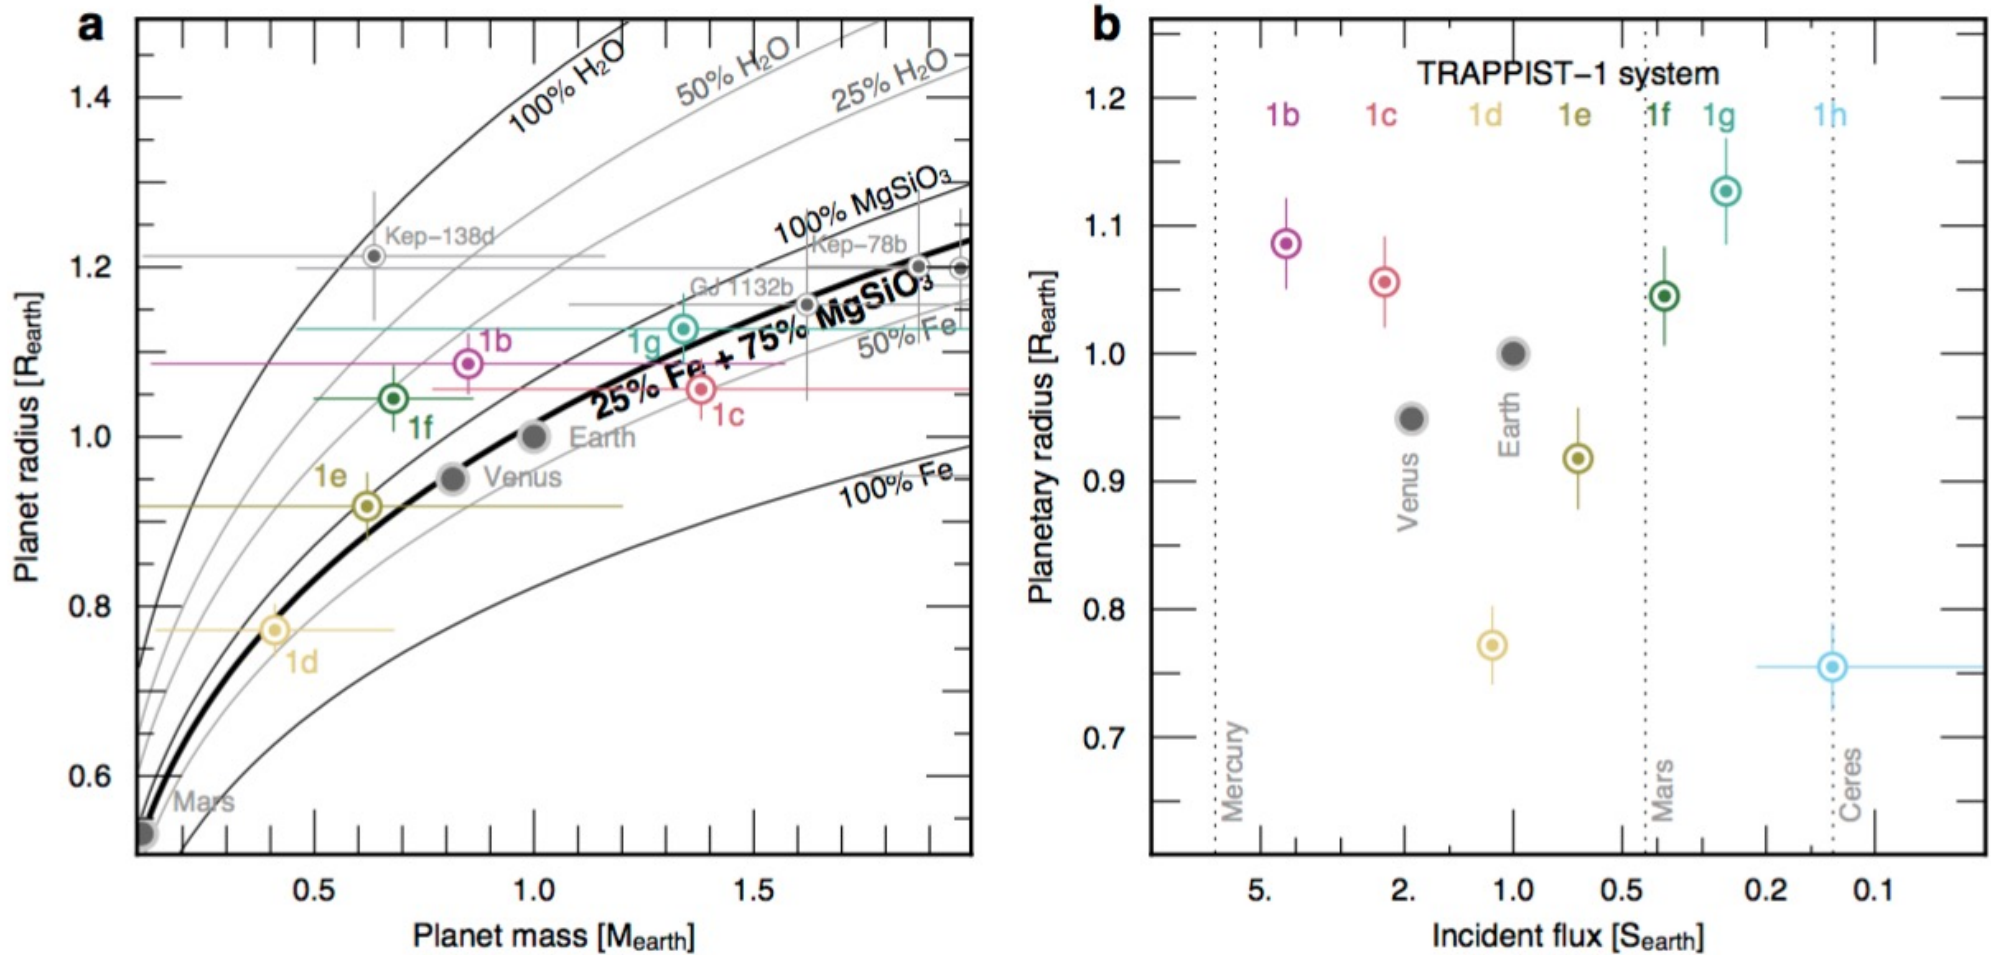 a
Planet radius [Rearth]
1.4
1.2
1.0
0.8
0.6
0.5
1.0
1.5
Planet mass [Mearth]
100% H₂O
50% H₂O
25% H₂O
100% MgSiO₃
25% Fe + 75% MgSiO₃
50% Fe
100% Fe
Kep−138d
Kep−78b
GJ 1132b
1b
1g
1c
1f
1e
1d
Earth
Venus
Mars
b
Planetary radius [Rearth]
1.2
1.1
1.0
0.9
0.8
0.7
TRAPPIST−1 system
1b 1c 1d 1e 1f 1g 1h
Venus
Earth
Mercury
Mars
Ceres
5. 2. 1.0 0.5 0.2 0.1
Incident flux [Searth]